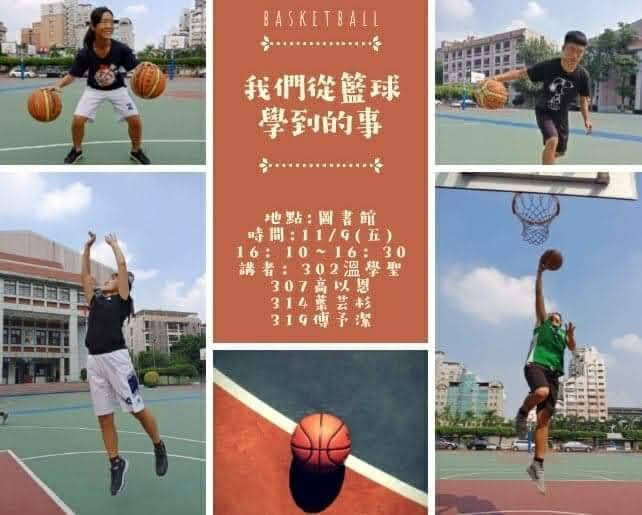 BASKETBALL
我們從籃球
學到的事
地點:圖書館
時間:11/9(五)
16:10~16:30
講者:302溫學聖
307高以恩
314葉芸衫
319傅予潔